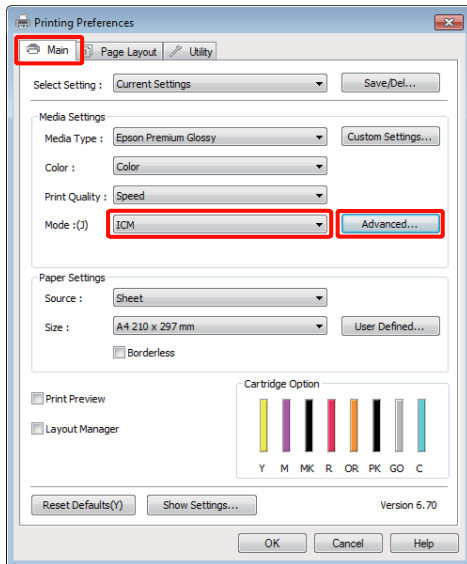 Printing Preferences
Main Page Layout Utility
Select Setting : Current Settings Save/Del...
Media Settings
Media Type : Epson Premium Glossy Custom Settings...
Color : Color
Print Quality : Speed
Mode :(J) ICM Advanced...
Paper Settings
Source : Sheet
Size : A4 210 x 297 mm User Defined...
Borderless
Cartridge Option
Print Preview
Layout Manager
Y M MK R OR PK GO C
Reset Defaults(Y) Show Settings... Version 6.70
OK Cancel Help